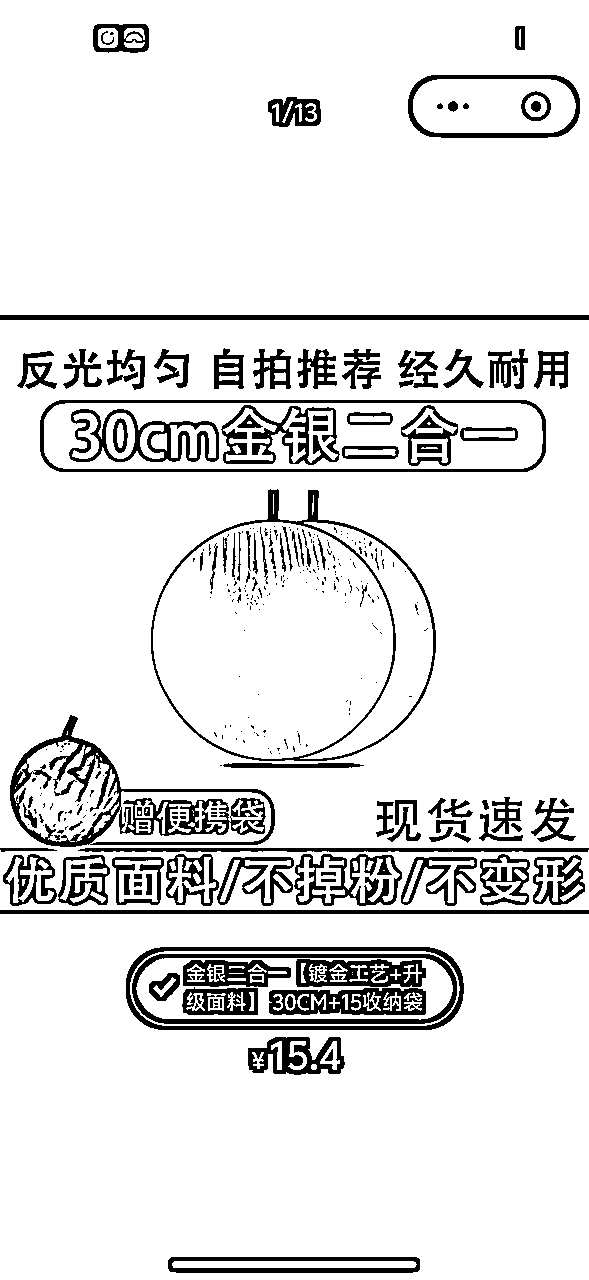 1/13
反光均匀 自拍推荐 经久耐用
30cm金银二合一
赠便携袋
现货速发
优质面料/不掉粉/不变形
金银二合一【镀金工艺+升
级面料】30CM+15收纳袋
¥15.4